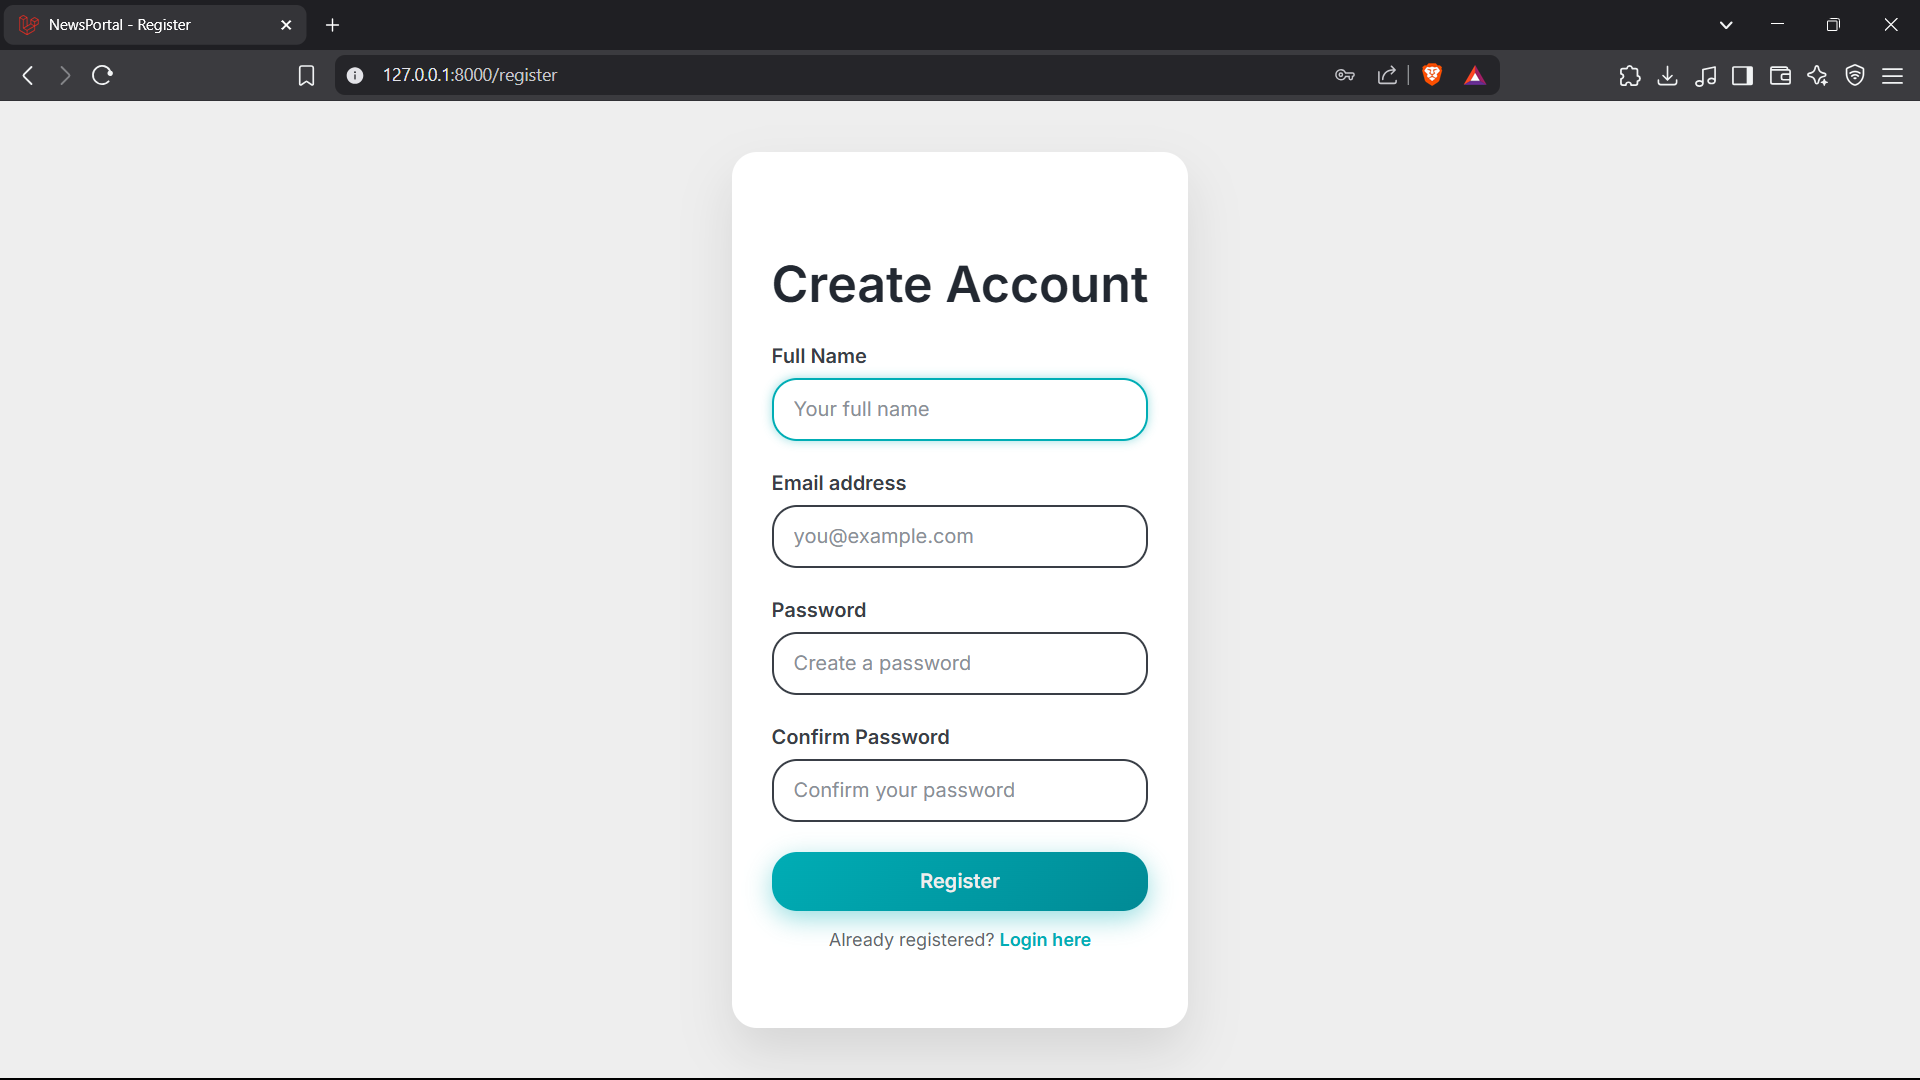 NewsPortal - Register
127.0.0.1:8000/register
Create Account
Full Name
Your full name
Email address
you@example.com
Password
Create a password
Confirm Password
Confirm your password
Register
Already registered? Login here